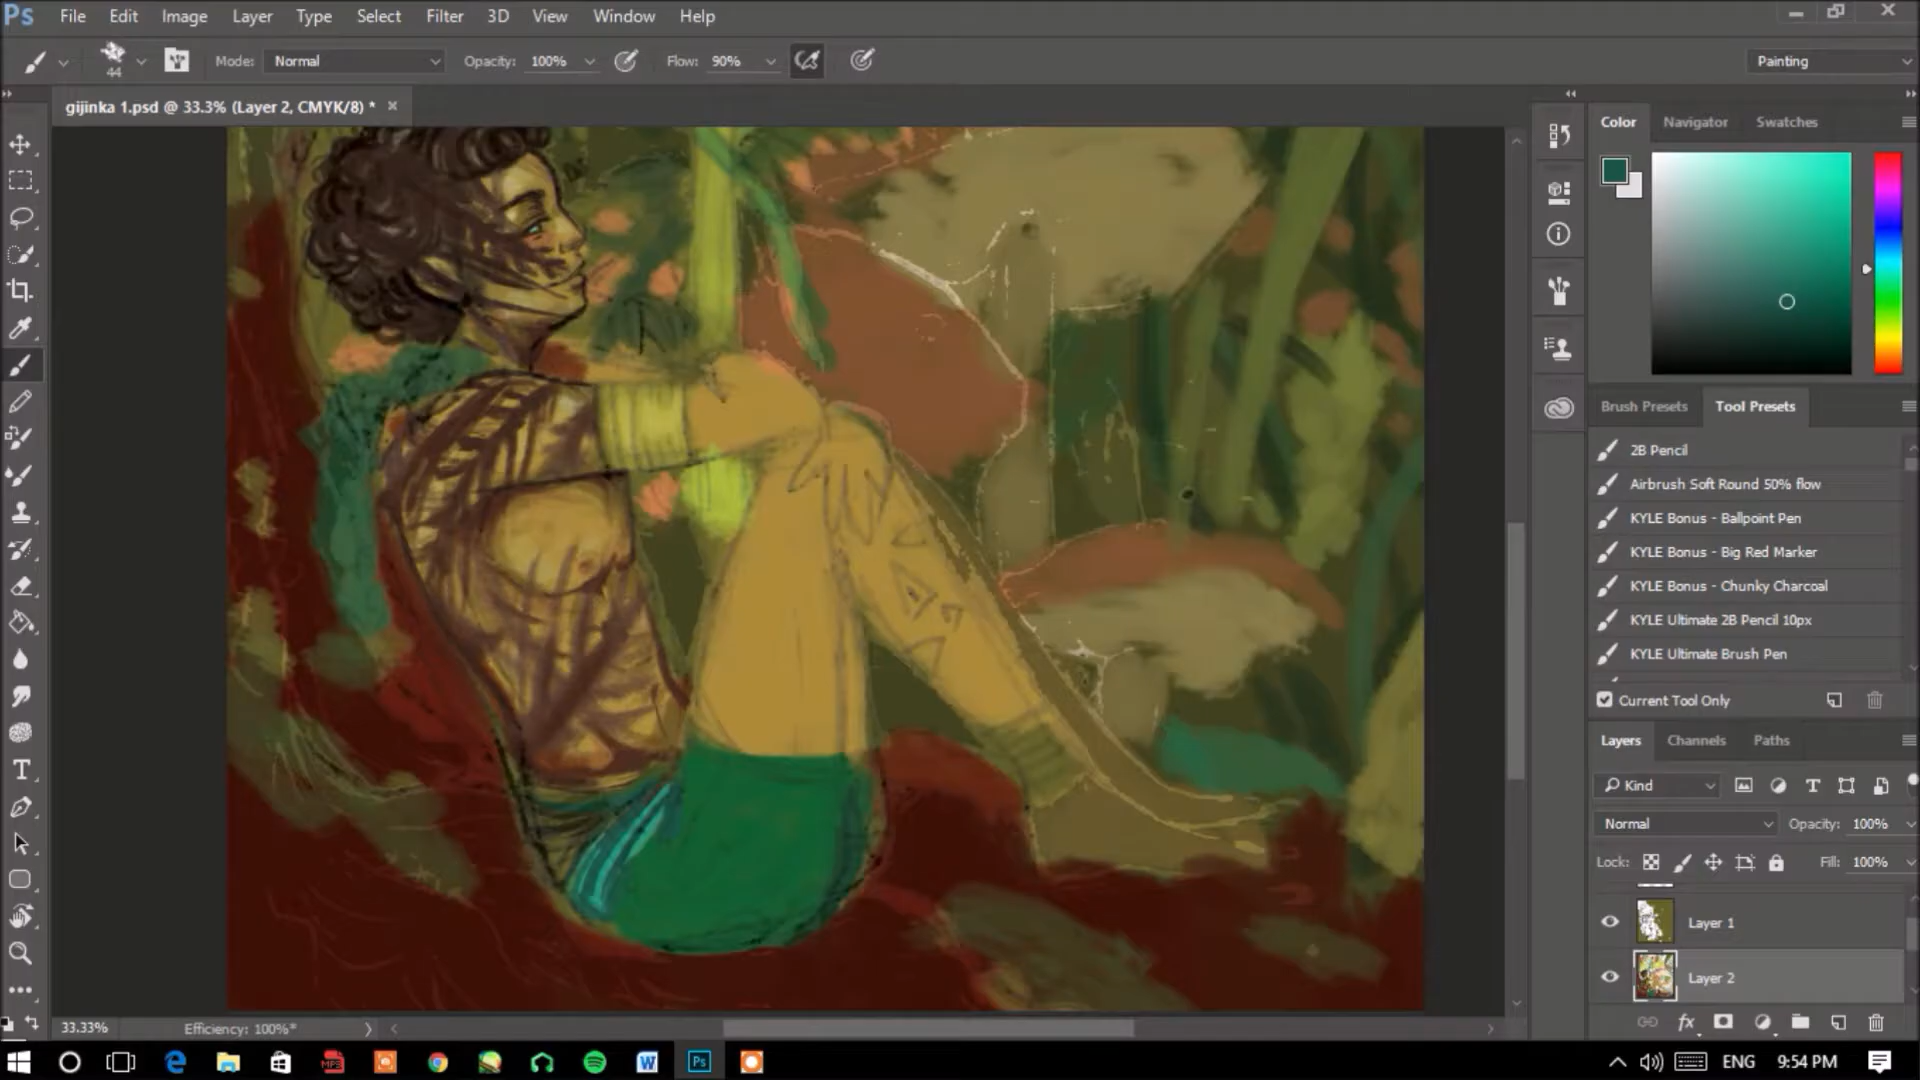 Ps File Edit Image Layer Type Select Filter 3D View Window Help
44 Mode: Normal Opacity: 100% Flow: 90% Painting
gijinka 1.psd @ 33.3% (Layer 2, CMYK/8) *
Color Navigator Swatches
Brush Presets Tool Presets
2B Pencil
Airbrush Soft Round 50% flow
KYLE Bonus - Ballpoint Pen
KYLE Bonus - Big Red Marker
KYLE Bonus - Chunky Charcoal
KYLE Ultimate 2B Pencil 10px
KYLE Ultimate Brush Pen
Current Tool Only
Layers Channels Paths
Kind
Normal Opacity: 100%
Lock: Fill: 100%
Layer 1
Layer 2
fx
33.33% Efficiency: 100%*
Ps ENG 9:54 PM